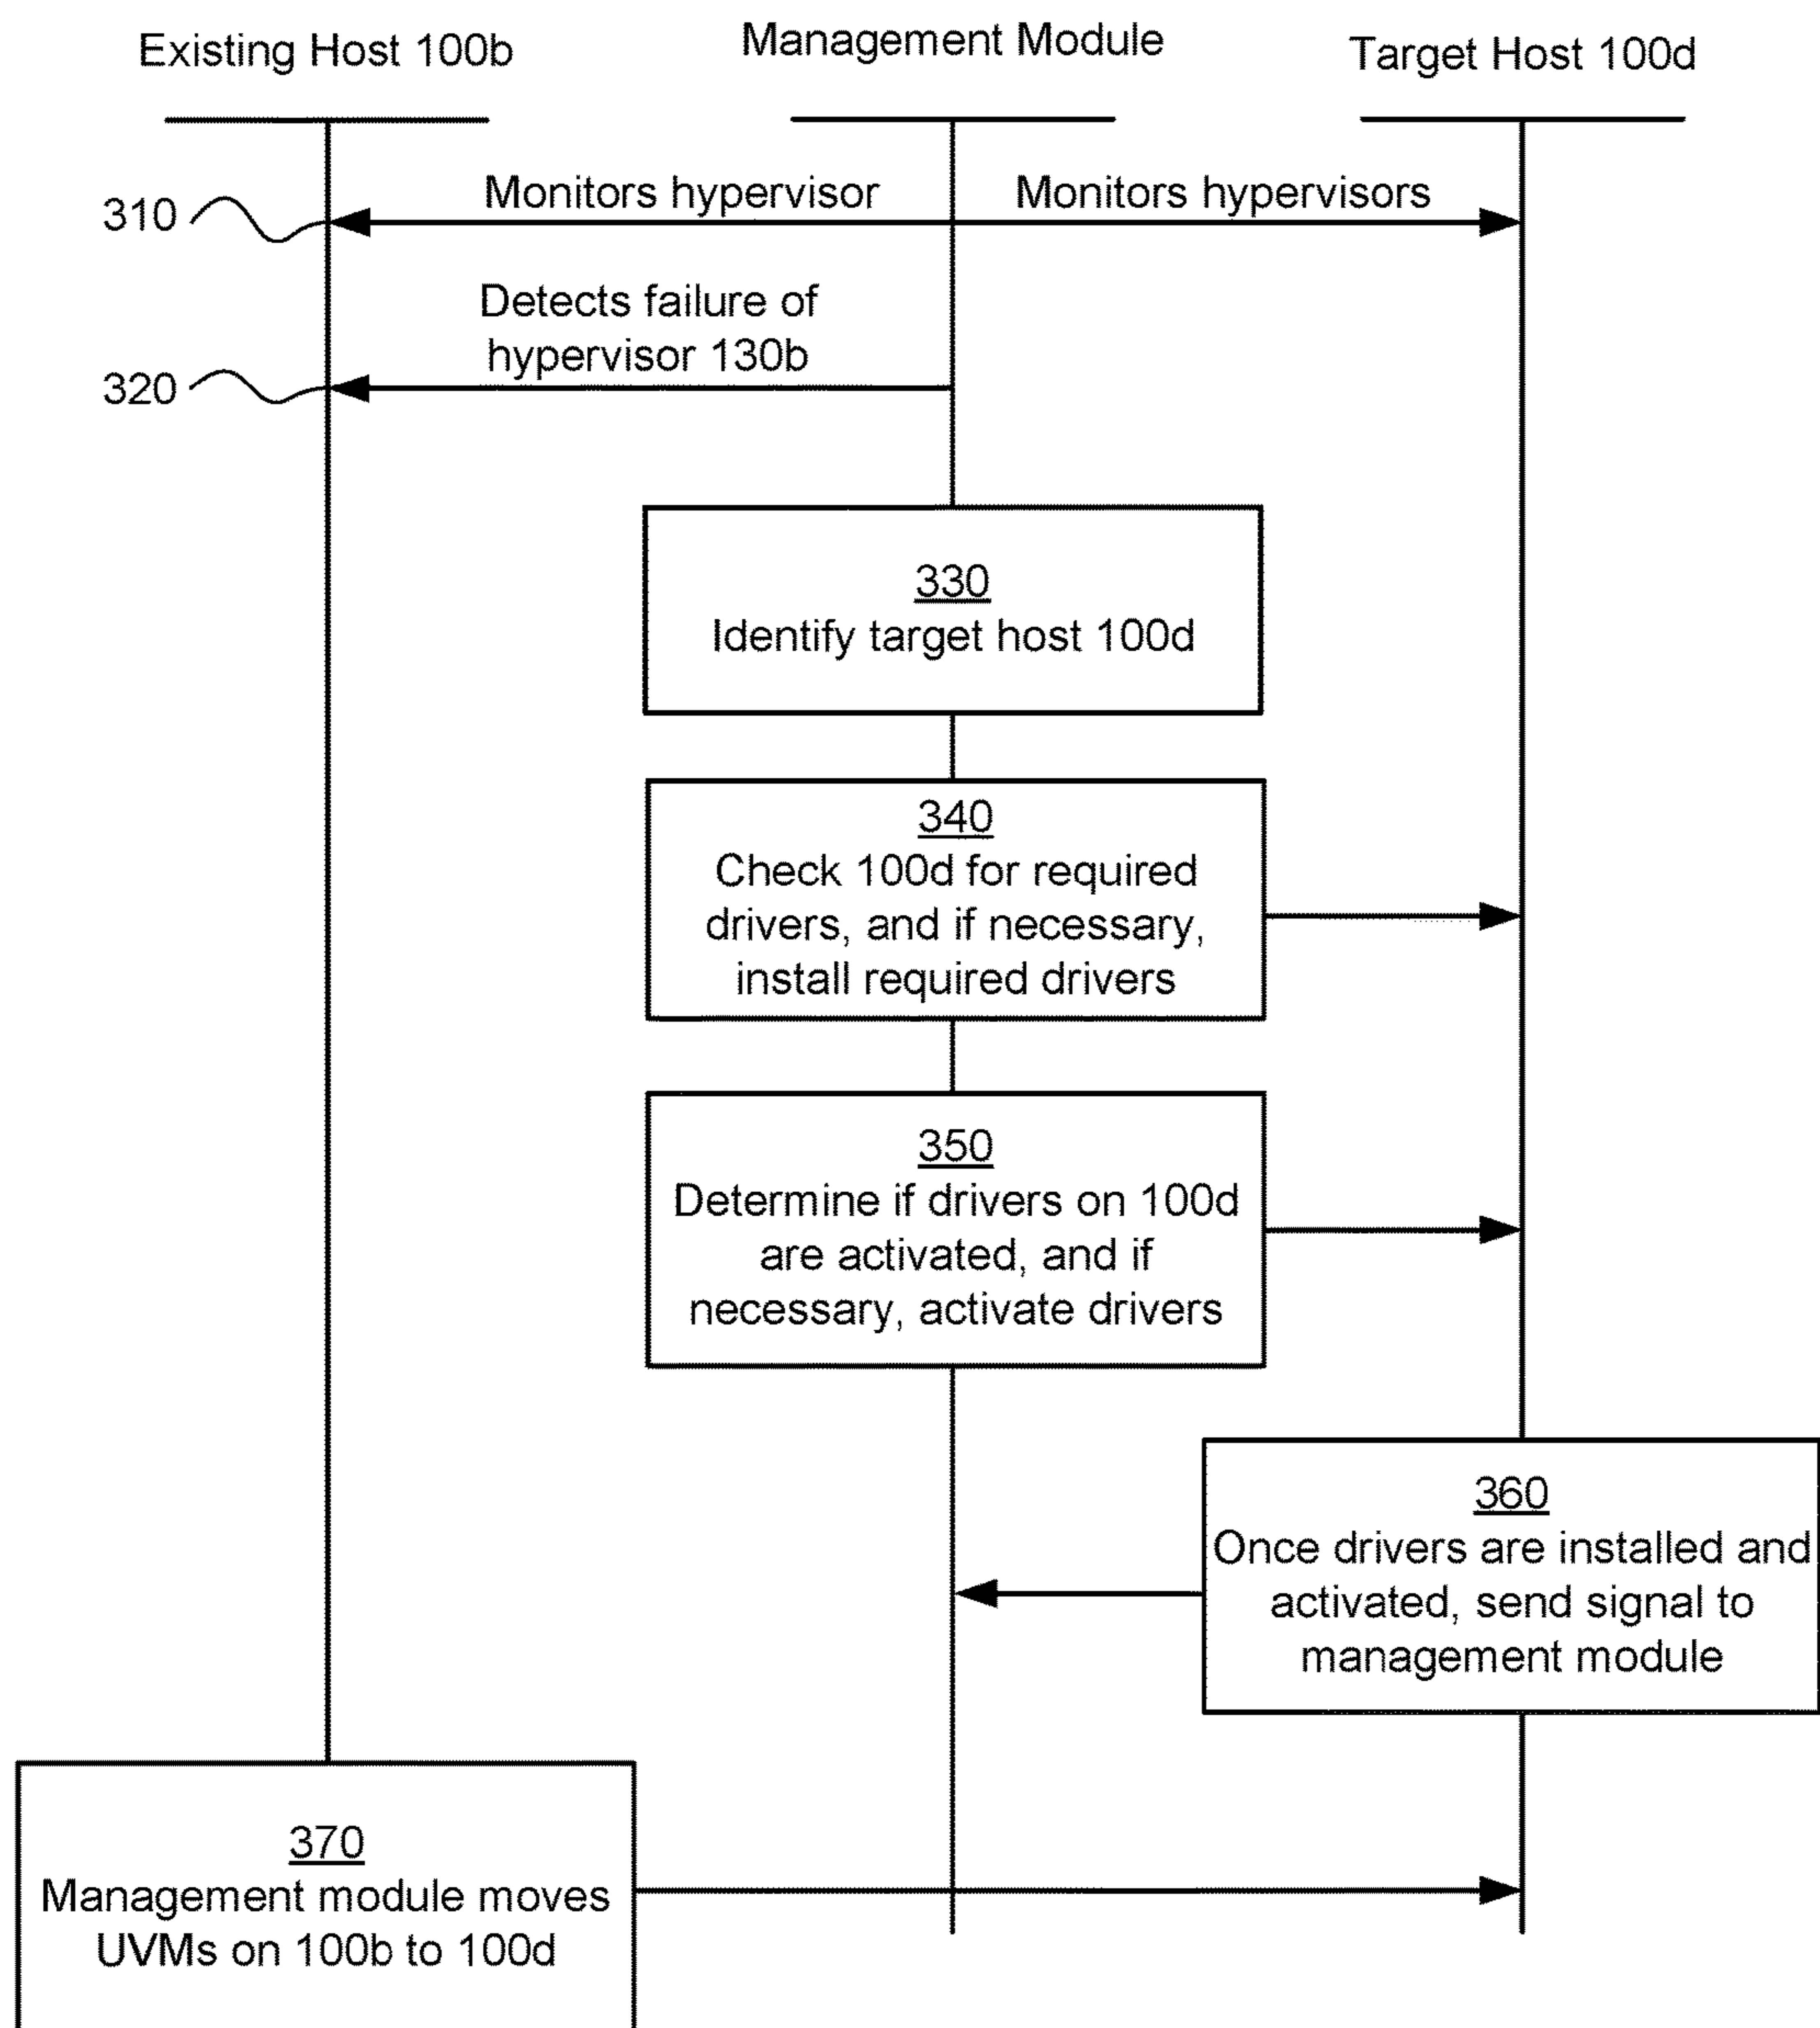 Existing Host 100b
Management Module
Target Host 100d
Monitors hypervisor
Monitors hypervisors
310
Detects failure of
hypervisor 130b
320
330
Identify target host 100d
340
Check 100d for required
drivers, and if necessary,
install required drivers
350
Determine if drivers on 100d
are activated, and if
necessary, activate drivers
360
Once drivers are installed and
activated, send signal to
management module
370
Management module moves
UVMs on 100b to 100d